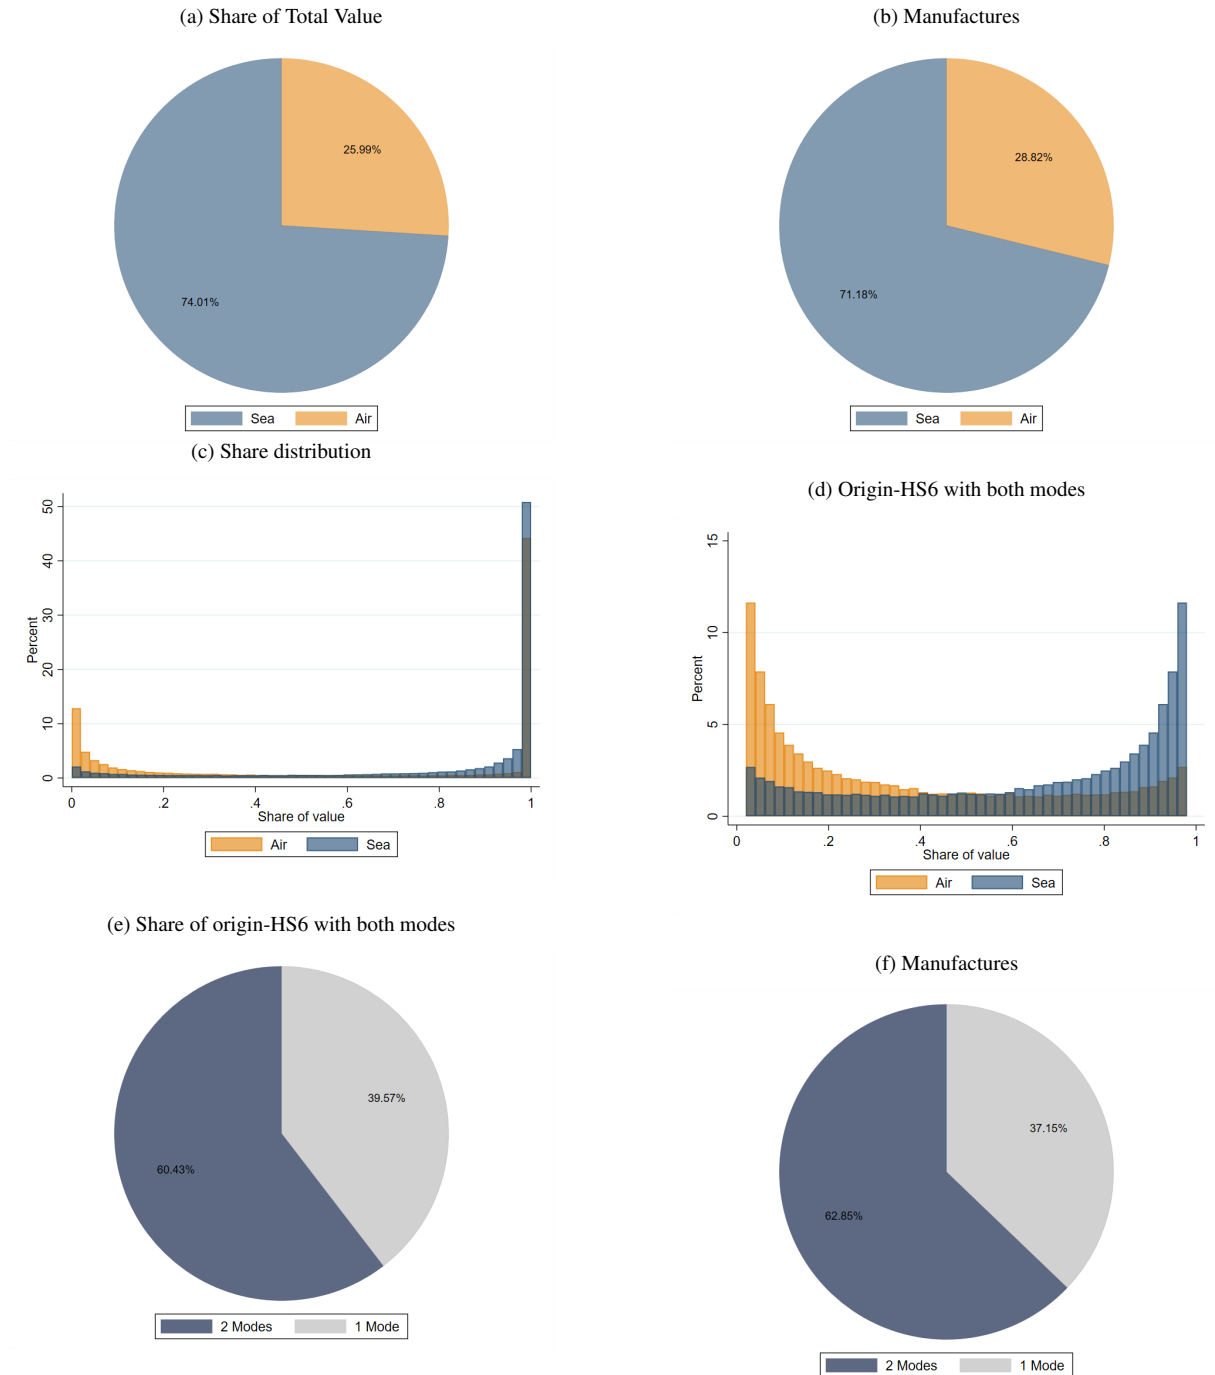 (a) Share of Total Value
25.99%
74.01%
Sea Air
(b) Manufactures
28.82%
71.18%
Sea Air
(c) Share distribution
50
40
30
20
10
0
Percent
0 .2 .4 .6 .8 1
Share of value
Air Sea
(d) Origin-HS6 with both modes
15
10
5
0
Percent
0 .2 .4 .6 .8 1
Share of value
Air Sea
(e) Share of origin-HS6 with both modes
39.57%
60.43%
2 Modes 1 Mode
(f) Manufactures
37.15%
62.85%
2 Modes 1 Mode